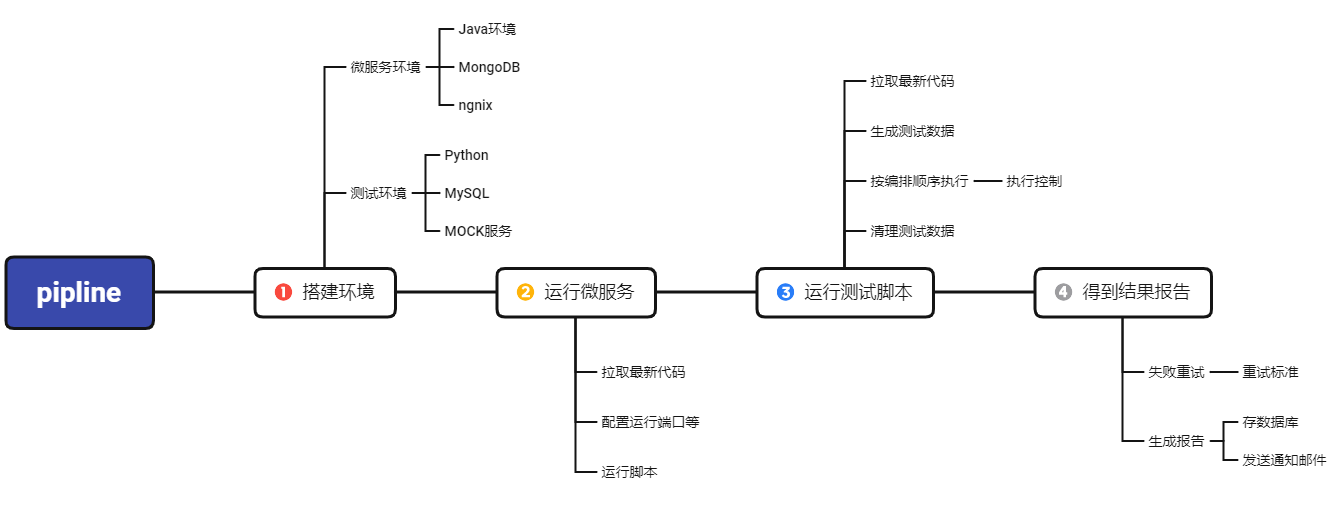 pipline
1 搭建环境
微服务环境
Java环境
MongoDB
ngnix
测试环境
Python
MySQL
MOCK服务
2 运行微服务
拉取最新代码
配置运行端口等
运行脚本
3 运行测试脚本
拉取最新代码
生成测试数据
按编排顺序执行
执行控制
清理测试数据
4 得到结果报告
失败重试
重试标准
生成报告
存数据库
发送通知邮件